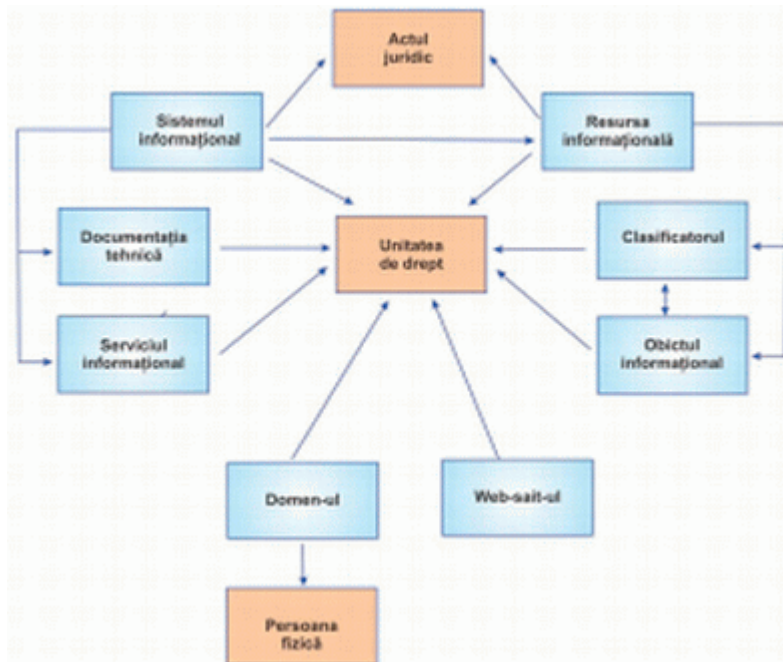 Actul
juridic
Sistemul
informațional
Resursa
informațională
Documentația
tehnică
Unitatea
de drept
Clasificatorul
Serviciul
informațional
Obictul
informațional
Domen-ul
Web-sait-ul
Persoana
fizică